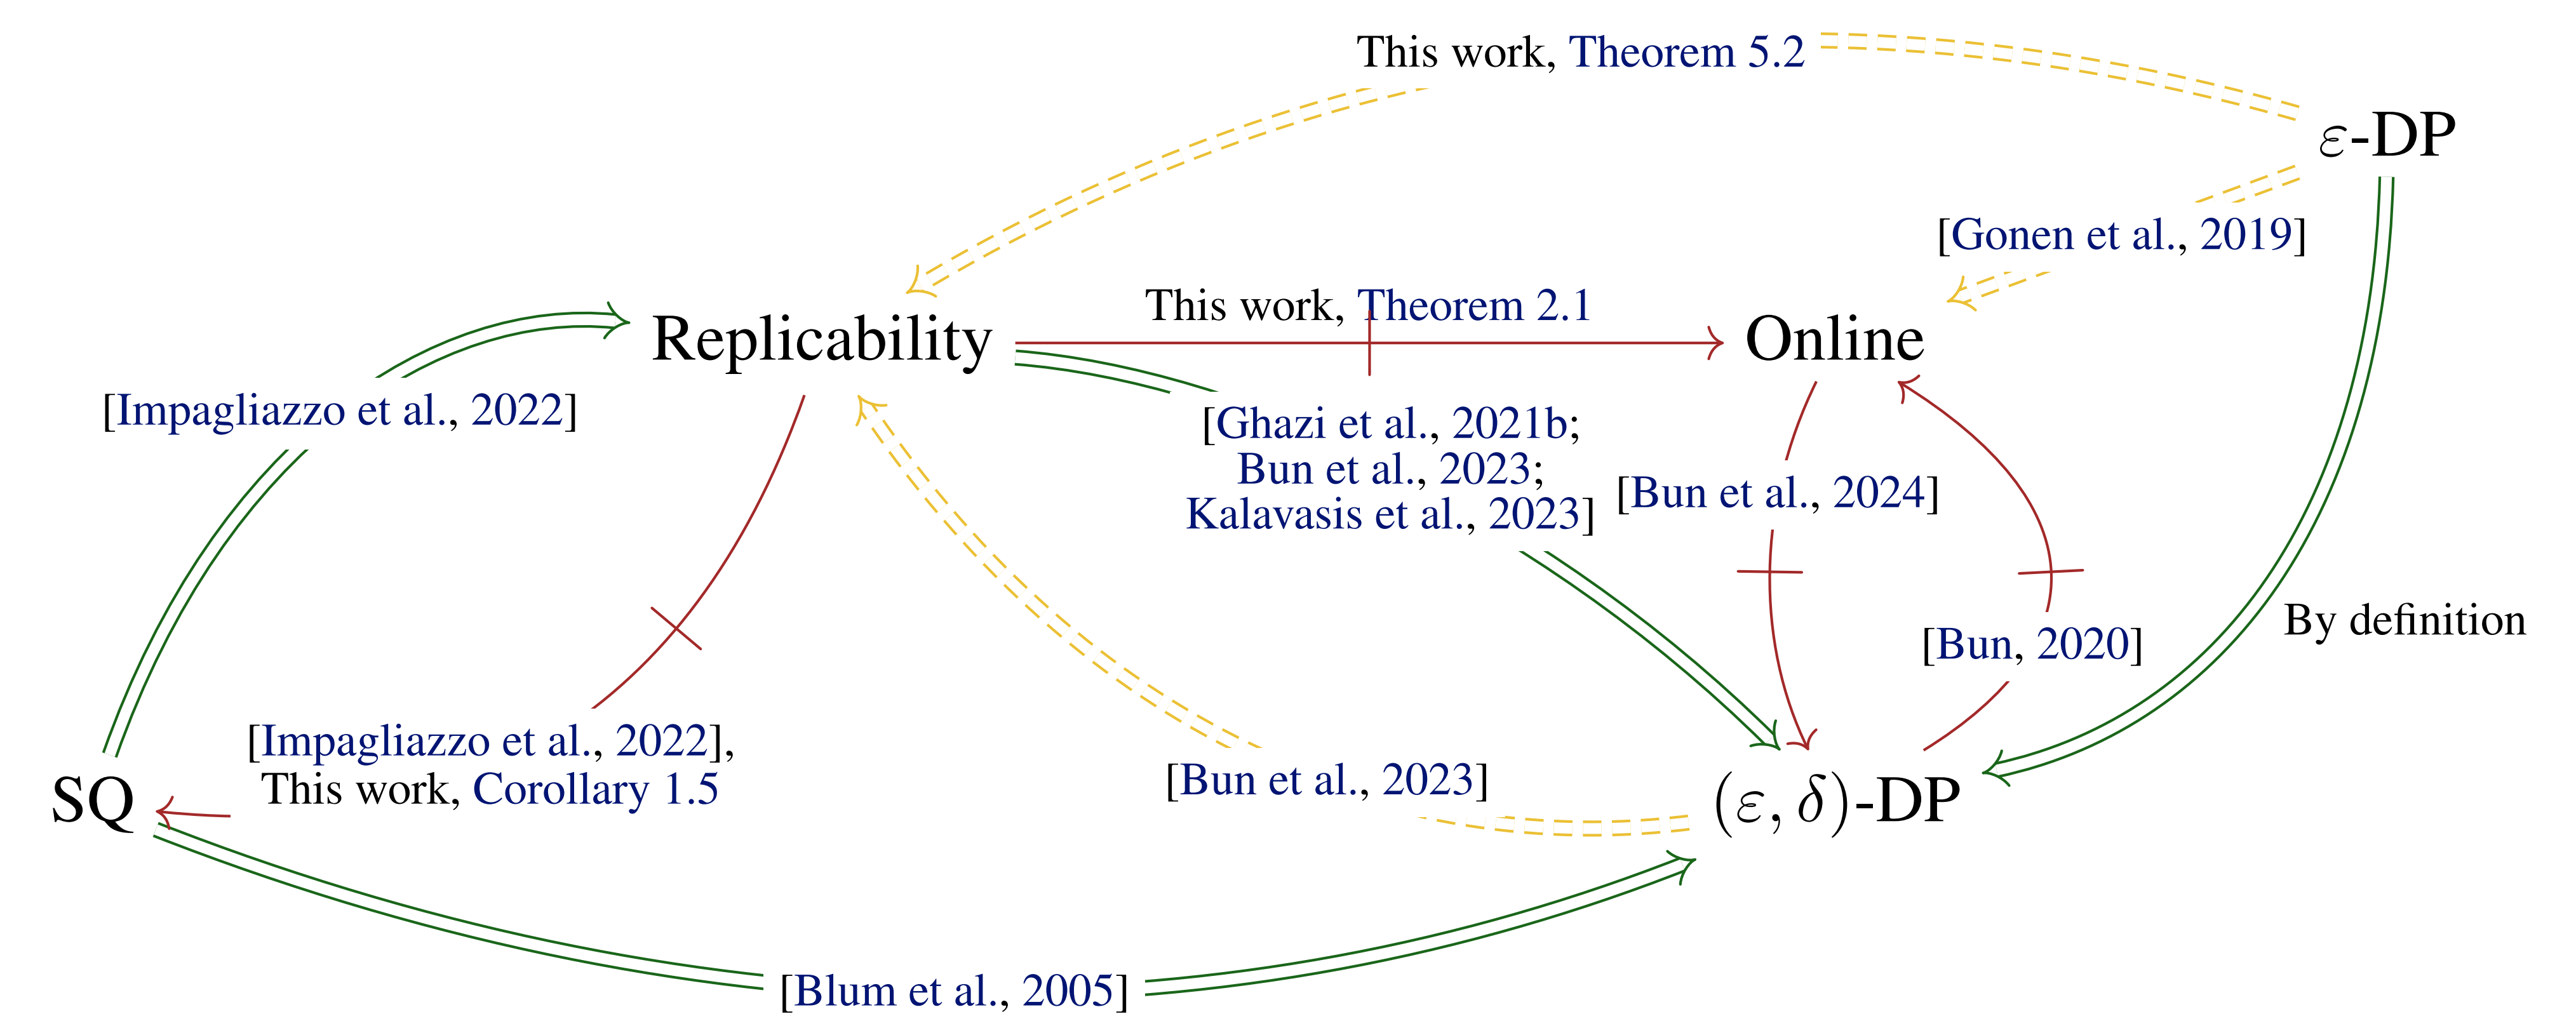 This work, Theorem 5.2
ε-DP
[Gonen et al., 2019]
This work, Theorem 2.1
Replicability
Online
[Impagliazzo et al., 2022]
[Ghazi et al., 2021b;
Bun et al., 2023;
Kalavasis et al., 2023]
[Bun et al., 2024]
By definition
[Bun, 2020]
[Impagliazzo et al., 2022],
This work, Corollary 1.5
[Bun et al., 2023]
SQ
(ε, δ)-DP
[Blum et al., 2005]